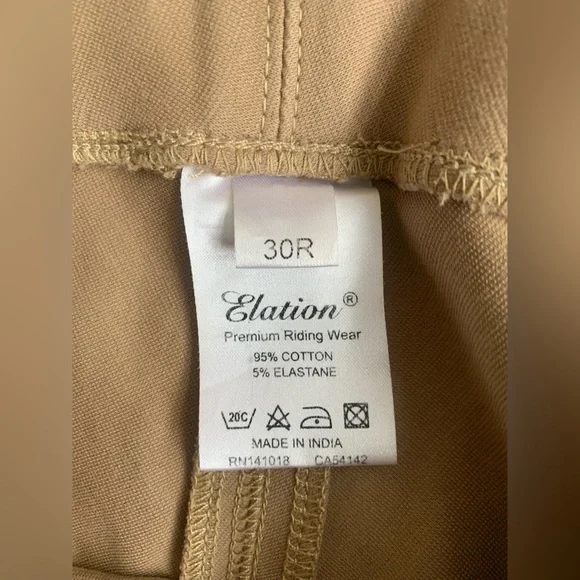 30R
Elation®
Premium Riding Wear
95% COTTON
5% ELASTANE
20C
MADE IN INDIA
RN141018 CA54142